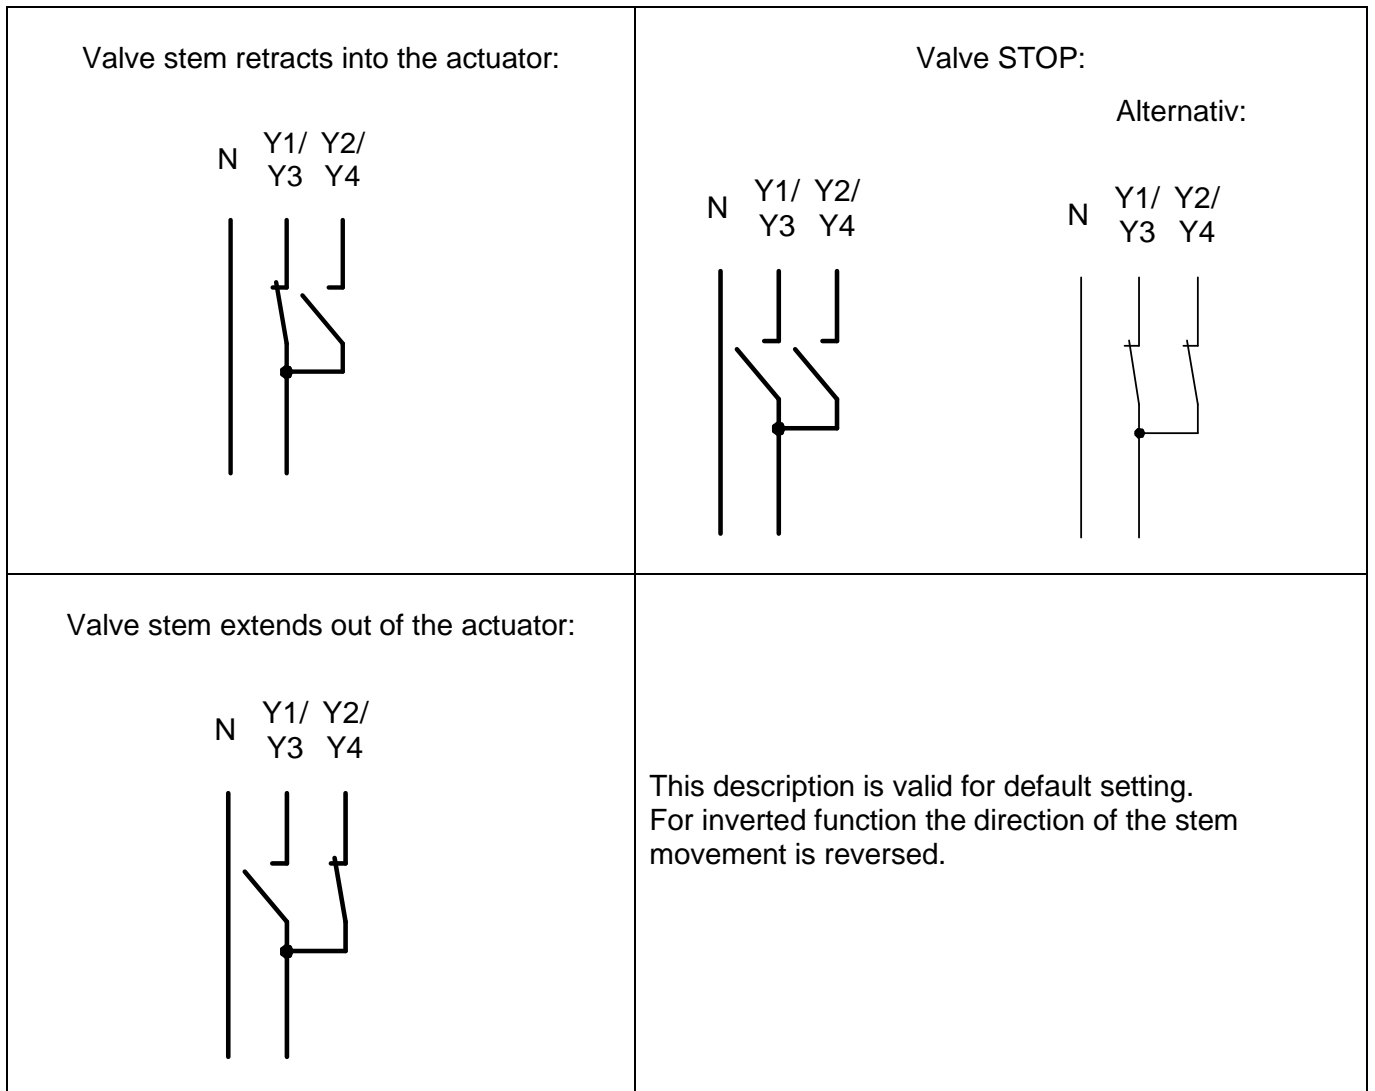 Valve stem retracts into the actuator:
N Y1/ Y2/
Y3 Y4
Valve STOP:
Alternativ:
N Y1/ Y2/
Y3 Y4
N Y1/ Y2/
Y3 Y4
Valve stem extends out of the actuator:
N Y1/ Y2/
Y3 Y4
This description is valid for default setting.
For inverted function the direction of the stem
movement is reversed.